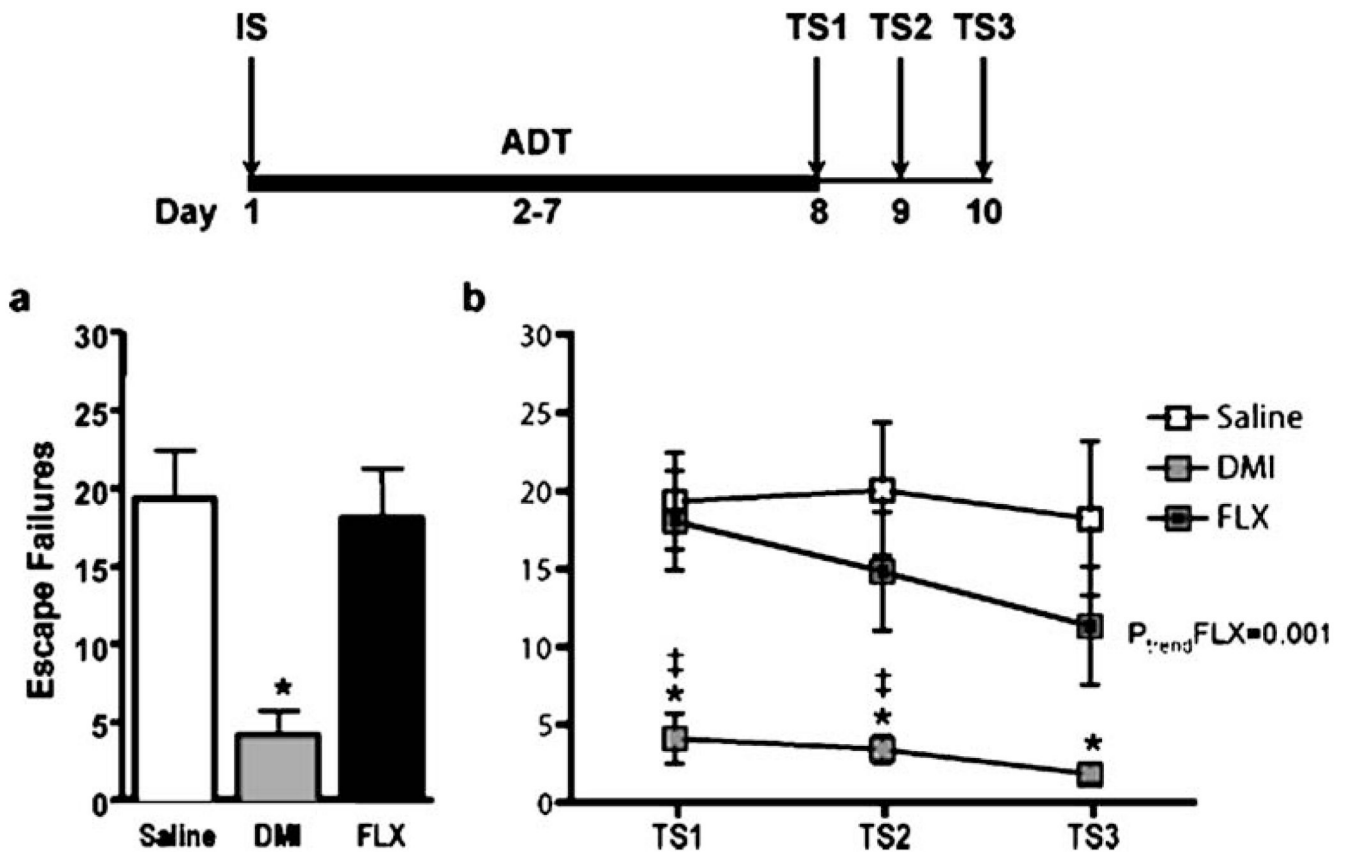 IS TS1 TS2 TS3
ADT
Day 1 2-7 8 9 10
a b
30 30
25 25
20 20
15 15
10 10
5 5
0 0
Escape Failures
*
Saline DMI FLX
‡ ‡
* * *
Saline
DMI
FLX
PtrendFLX=0.001
TS1 TS2 TS3